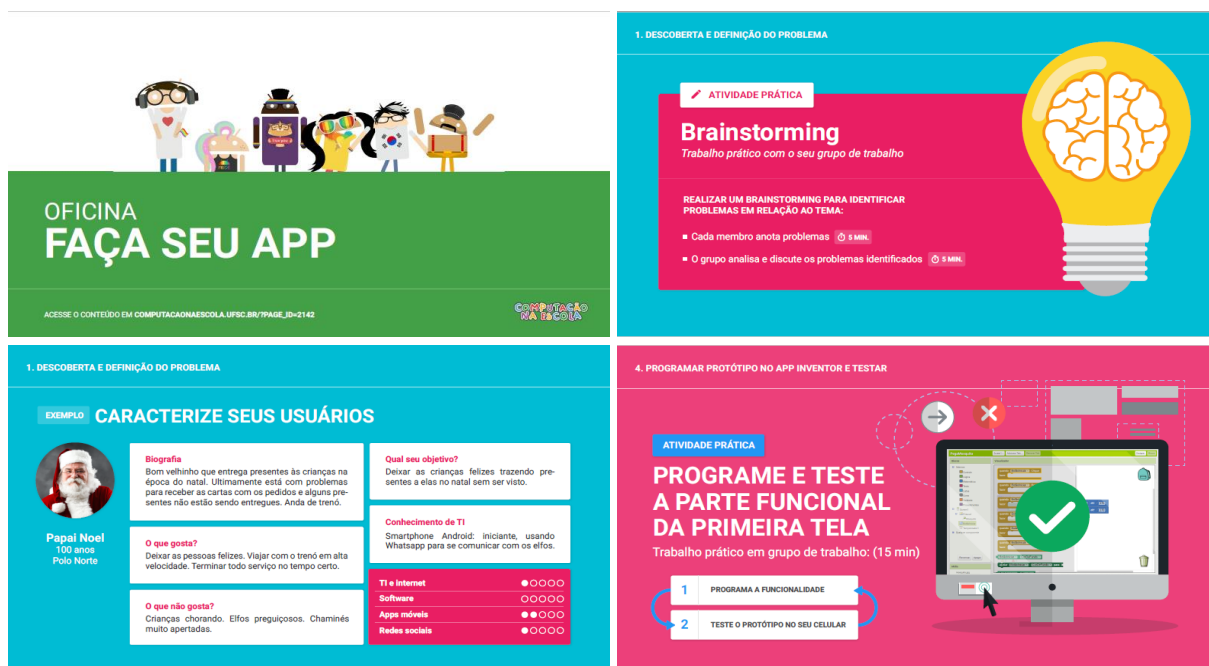 OFICINA
FAÇA SEU APP
ACESSE O CONTEÚDO EM COMPUTACAONAESCOLA.UFSC.BR/?PAGE_ID=2142
COMPUTAÇÃO
NA ESCOLA
1. DESCOBERTA E DEFINIÇÃO DO PROBLEMA
ATIVIDADE PRÁTICA
Brainstorming
Trabalho prático com o seu grupo de trabalho
REALIZAR UM BRAINSTORMING PARA IDENTIFICAR
PROBLEMAS EM RELAÇÃO AO TEMA:
Cada membro anota problemas 5 MIN.
O grupo analisa e discute os problemas identificados 5 MIN.
1. DESCOBERTA E DEFINIÇÃO DO PROBLEMA
EXEMPLO CARACTERIZE SEUS USUÁRIOS
Papai Noel
100 anos
Polo Norte
Biografia
Bom velhinho que entrega presentes às crianças na
época do natal. Ultimamente está com problemas
para receber as cartas com os pedidos e alguns pre-
sentes não estão sendo entregues. Anda de trenó.
O que gosta?
Deixar as pessoas felizes. Viajar com o trenó em alta
velocidade. Terminar todo serviço no tempo certo.
O que não gosta?
Crianças chorando. Elfos preguiçosos. Chaminés
muito apertadas.
Qual seu objetivo?
Deixar as crianças felizes trazendo pre-
sentes a elas no natal sem ser visto.
Conhecimento de TI
Smartphone Android: iniciante, usando
Whatsapp para se comunicar com os elfos.
TI e Internet
Software
Apps móveis
Redes sociais
4. PROGRAMAR PROTÓTIPO NO APP INVENTOR E TESTAR
ATIVIDADE PRÁTICA
PROGRAME E TESTE
A PARTE FUNCIONAL
DA PRIMEIRA TELA
Trabalho prático em grupo de trabalho: (15 min)
1 PROGRAMA A FUNCIONALIDADE
2 TESTE O PROTÓTIPO NO SEU CELULAR